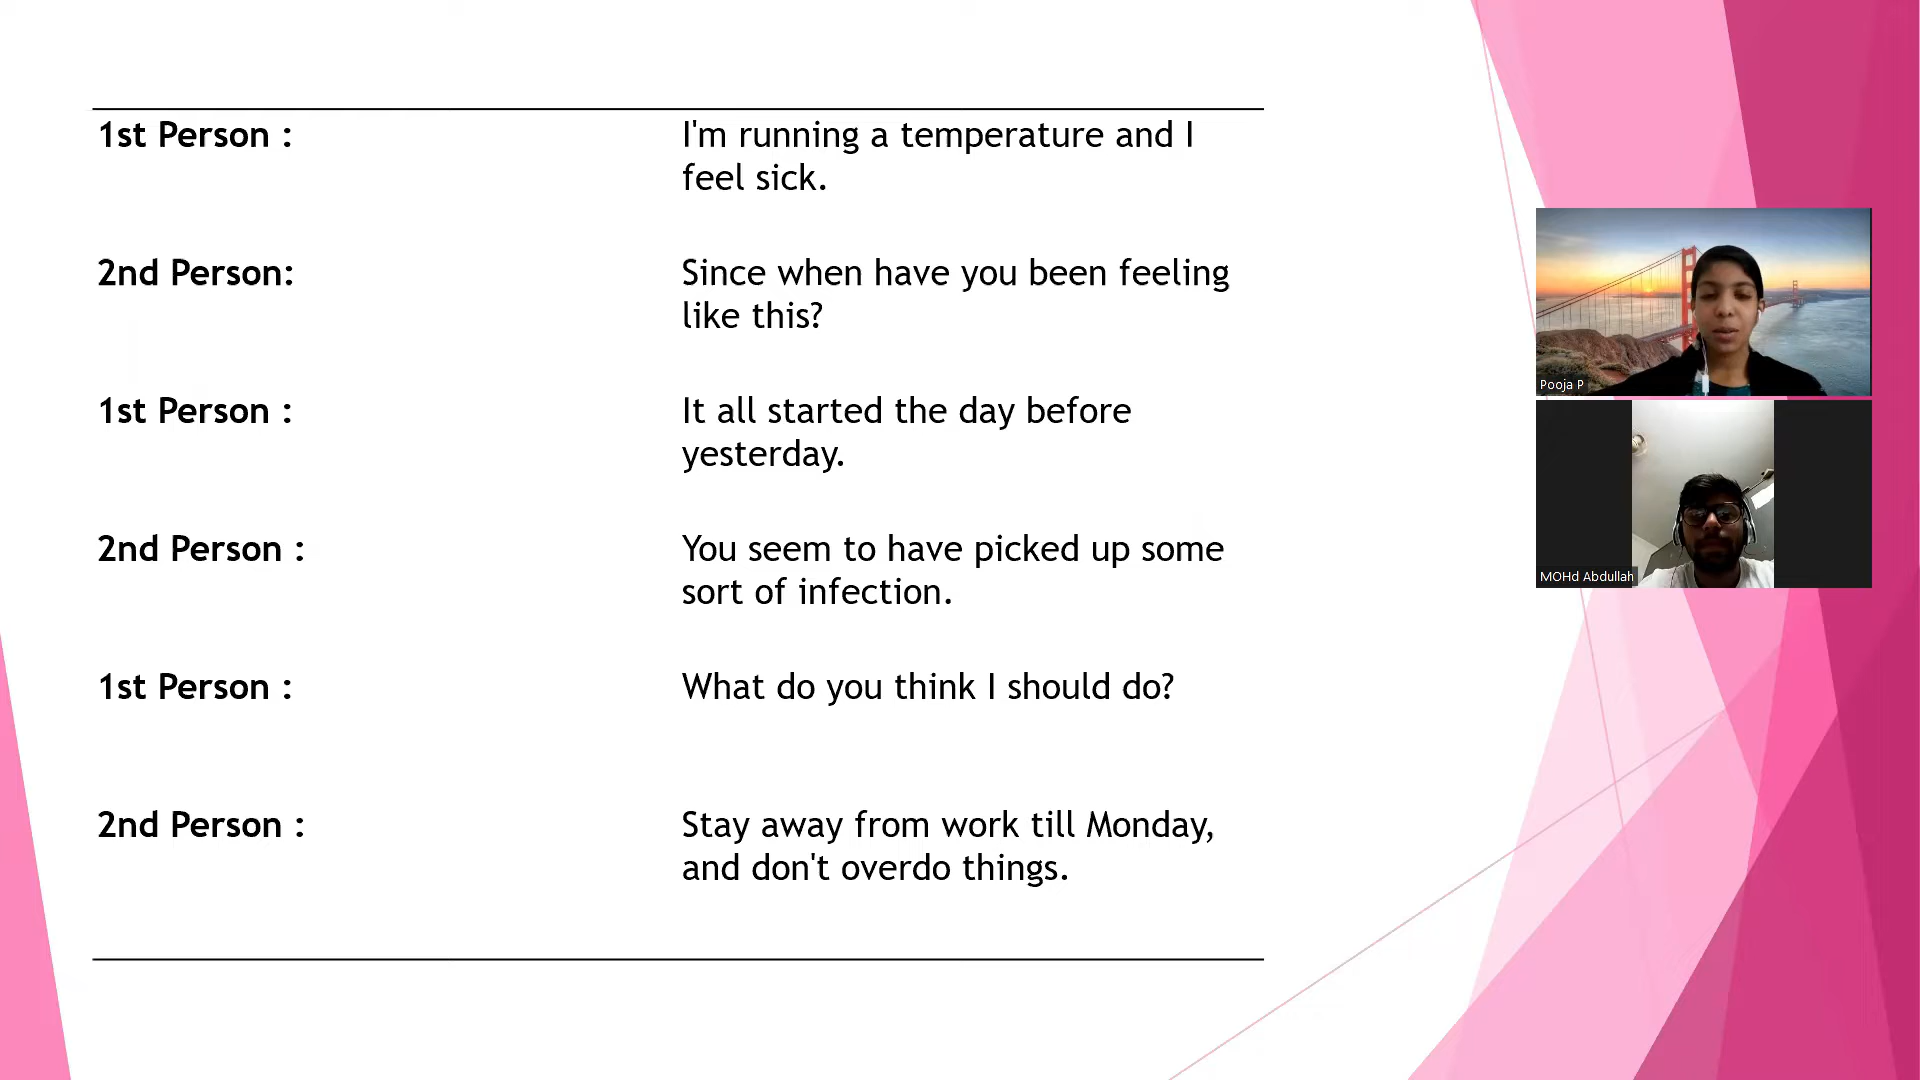 1st Person :
I'm running a temperature and I
feel sick.
2nd Person:
Since when have you been feeling
like this?
1st Person :
It all started the day before
yesterday.
2nd Person :
You seem to have picked up some
sort of infection.
1st Person :
What do you think I should do?
2nd Person :
Stay away from work till Monday,
and don't overdo things.
Pooja P
MOHd Abdullah